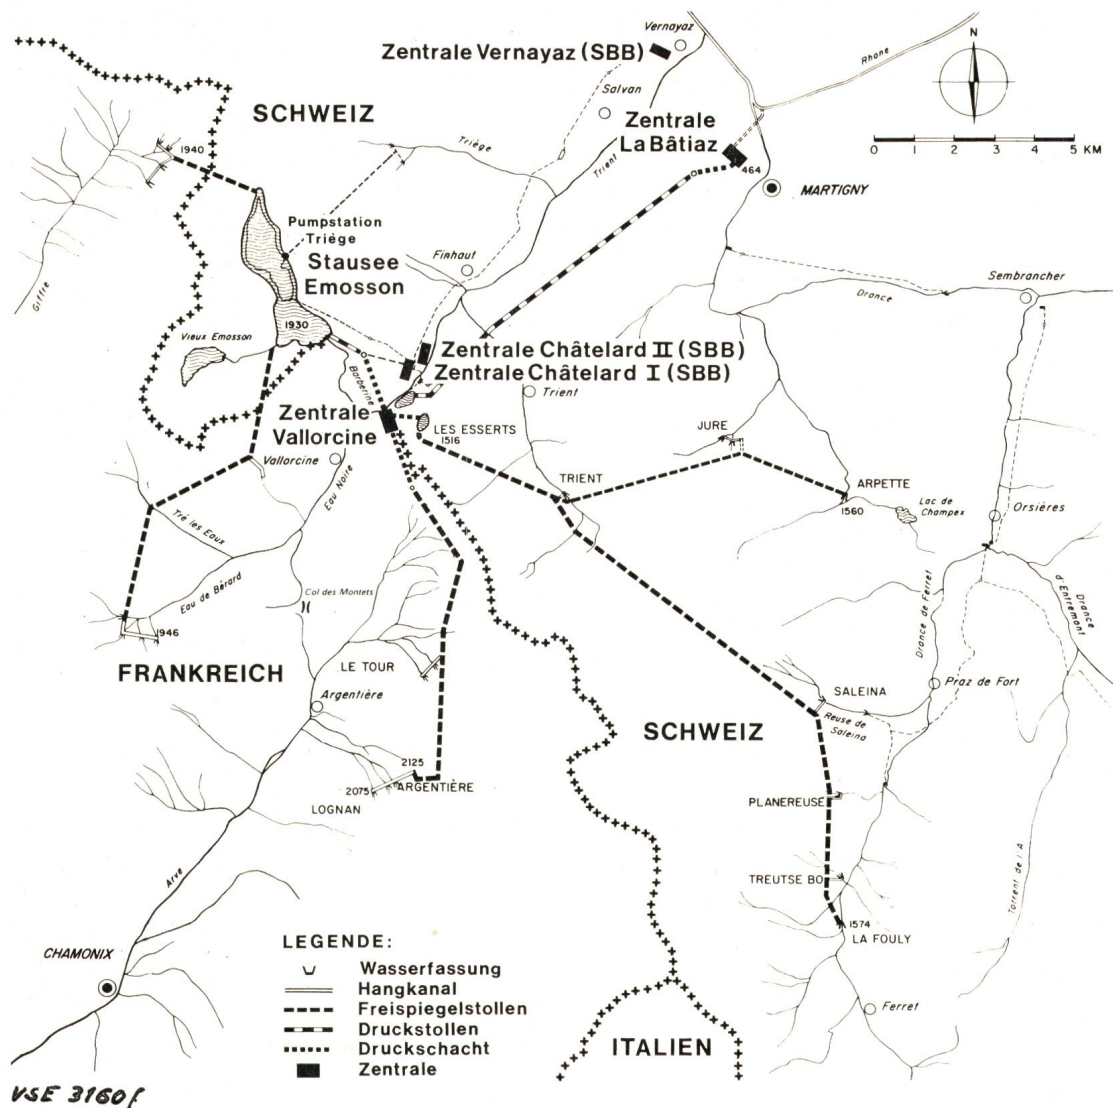 Vernayaz
Zentrale Vernayaz (SBB)
Rhone
N
SCHWEIZ
Salvan
Zentrale
La Bâtiaz
0 1 2 3 4 5 KM
1940
Triége
Trient
464
MARTIGNY
Pumpstation
Triége
Stausee
Emosson
Finhaut
Giffre
Sembrancher
Drance
1930
Vieux Emosson
Barberine
Zentrale Châtelard II (SBB)
Zentrale Châtelard I (SBB)
Trient
Zentrale
Vallorcine
LES ESSERTS
1516
JURE
Vallorcine
Eau Noire
TRIENT
ARPETTE
1560
Lac de
Champex
Orsières
Tré les Eaux
Eau de Bérard
Col des Montets
Drance de Ferret
Drance
d'Entremont
1946
FRANKREICH
LE TOUR
Argentière
SALEINA
Praz de Fort
Reuse de
Saleina
SCHWEIZ
2125
2075
ARGENTIÈRE
LOGNAN
PLANEREUSE
Arve
TREUTSE BO
Torrent de l'A
1574
LA FOULY
CHAMONIX
Ferret
LEGENDE:
Wasserfassung
Hangkanal
Freispiegelstollen
Druckstollen
Druckschacht
Zentrale
ITALIEN
VSE 3160f